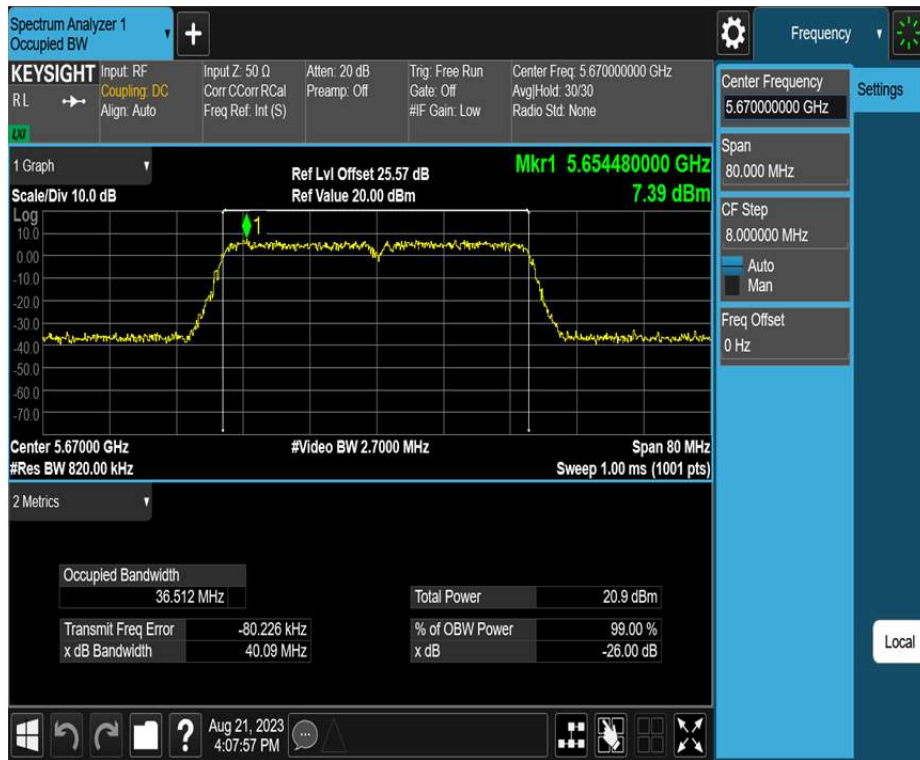 Spectrum Analyzer 1
Occupied BW
+
Frequency
KEYSIGHT
RL
LXI
Input: RF
Coupling: DC
Align: Auto
Input Z: 50 Ω
Corr CCorr RCal
Freq Ref: Int (S)
Atten: 20 dB
Preamp: Off
Trig: Free Run
Gate: Off
#IF Gain: Low
Center Freq: 5.670000000 GHz
Avg|Hold: 30/30
Radio Std: None
Center Frequency
5.670000000 GHz
Settings
Span
80.000 MHz
CF Step
8.000000 MHz
Auto
Man
Freq Offset
0 Hz
Local
1 Graph
Scale/Div 10.0 dB
Ref Lvl Offset 25.57 dB
Ref Value 20.00 dBm
Mkr1 5.654480000 GHz
7.39 dBm
Log
1
10.0
0.00
-10.0
-20.0
-30.0
-40.0
-50.0
-60.0
-70.0
Center 5.67000 GHz
#Video BW 2.7000 MHz
Span 80 MHz
#Res BW 820.00 kHz
Sweep 1.00 ms (1001 pts)
2 Metrics
Occupied Bandwidth
36.512 MHz
Total Power 20.9 dBm
Transmit Freq Error -80.226 kHz
% of OBW Power 99.00 %
x dB Bandwidth 40.09 MHz
x dB -26.00 dB
?
Aug 21, 2023
4:07:57 PM